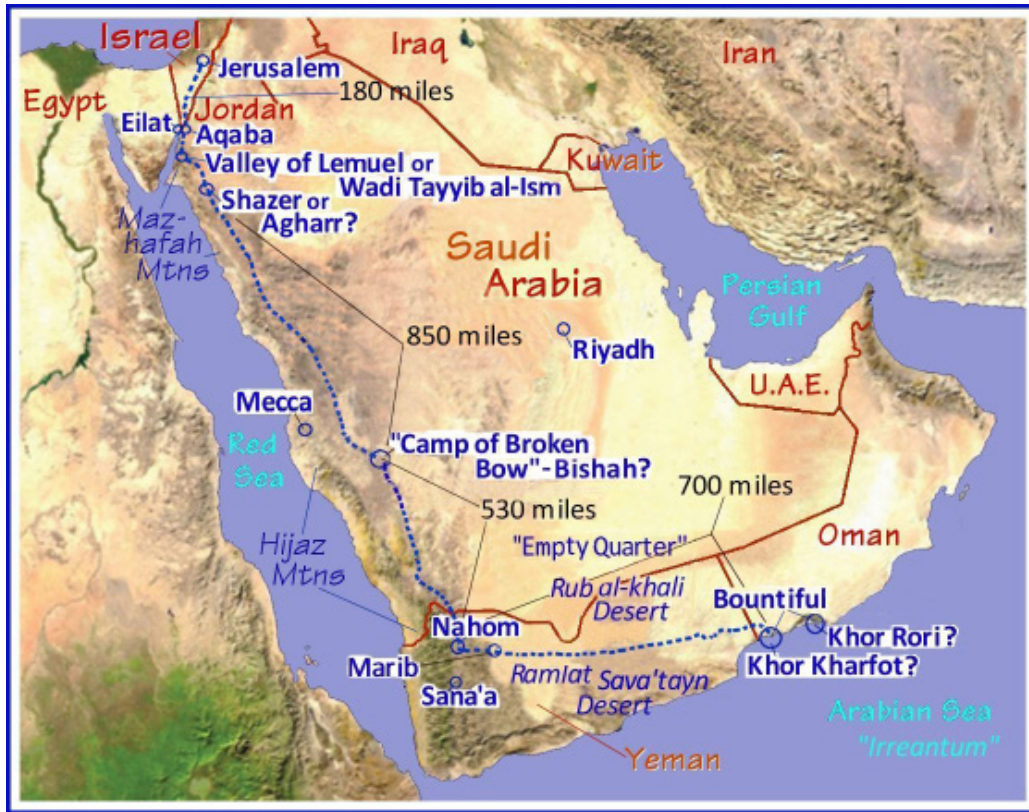 Israel
Iraq
Iran
Jerusalem
Egypt
180 miles
Jordan
Eilat
Aqaba
Kuwait
Valley of Lemuel or
Wadi Tayyib al-Ism
Shazer or
Agharr?
Maz-
hafah
Mtns
Saudi
Arabia
Persian
Gulf
850 miles
Riyadh
U.A.E.
Mecca
Red
Sea
"Camp of Broken
Bow"-Bishah?
700 miles
530 miles
Oman
"Empty Quarter"
Hijaz
Mtns
Rub al-khali
Desert
Bountiful
Nahom
Khor Rori?
Marib
Khor Kharfot?
Ramlat Sava'tayn
Desert
Sana'a
Arabian Sea
"Irreantum"
Yeman